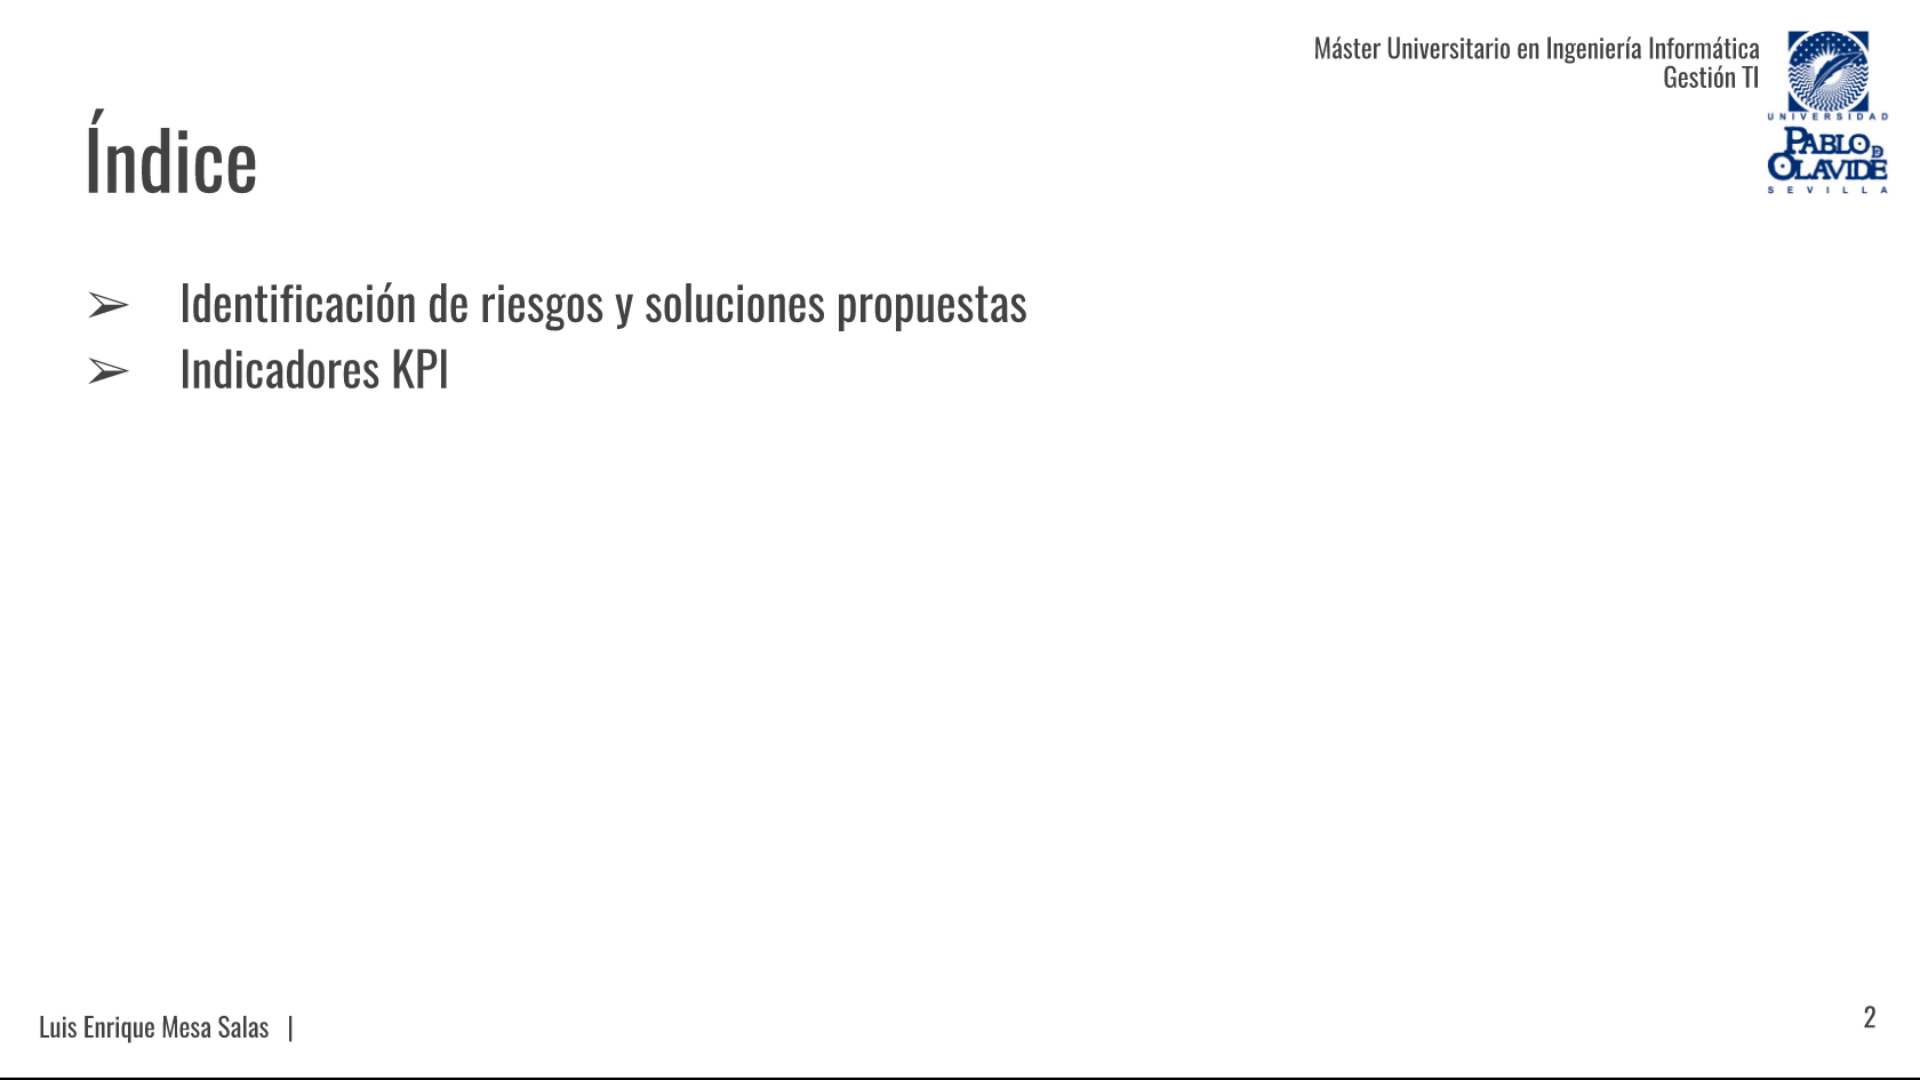 Máster Universitario en Ingeniería Informática
Gestión TI
UNIVERSIDAD
PABLO DE
OLAVIDE
SEVILLA
Índice
➢ Identificación de riesgos y soluciones propuestas
➢ Indicadores KPI
Luis Enrique Mesa Salas |
2